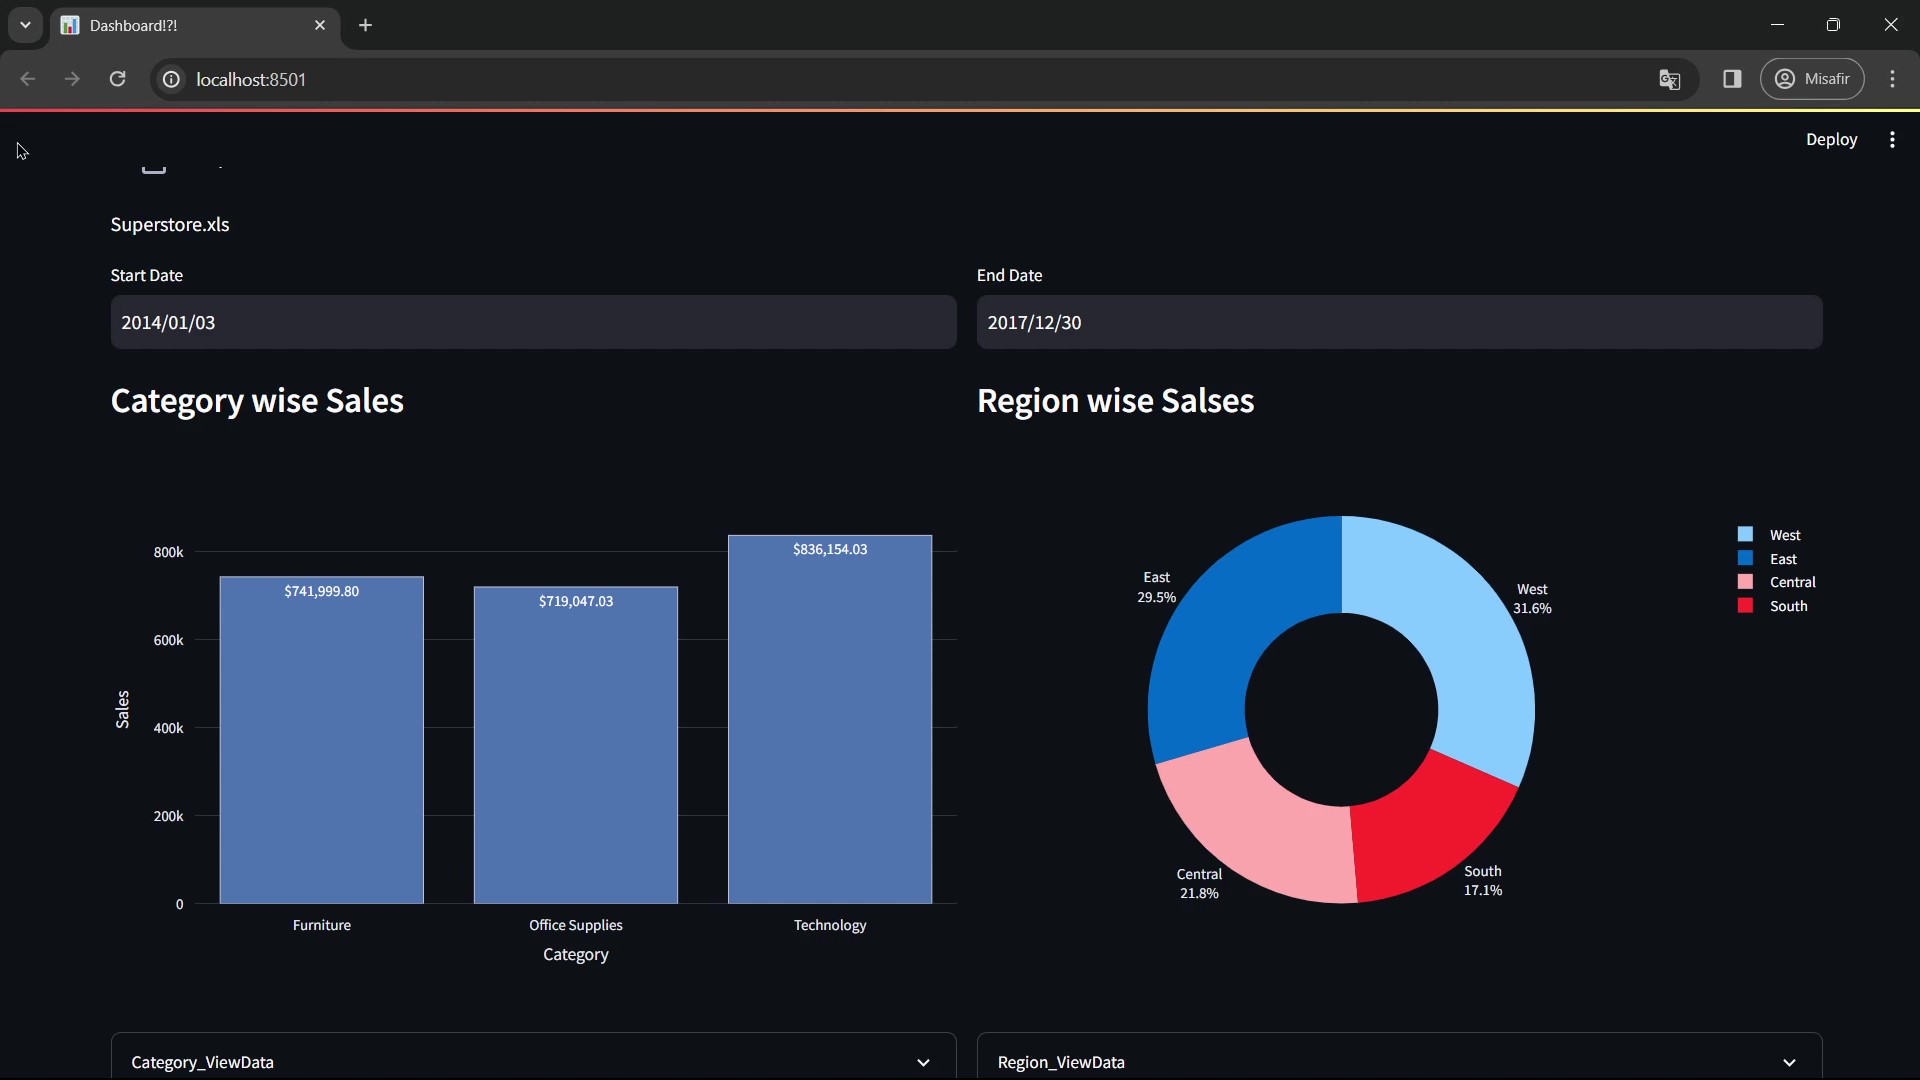 Dashboard!?!
localhost:8501
Misafir
Deploy
Superstore.xls
Start Date
End Date
2014/01/03
2017/12/30
Category wise Sales
Region wise Salses
800k
600k
400k
200k
0
Sales
$741,999.80
$719,047.03
$836,154.03
Furniture
Office Supplies
Technology
Category
East
29.5%
West
31.6%
Central
21.8%
South
17.1%
West
East
Central
South
Category_ViewData
Region_ViewData